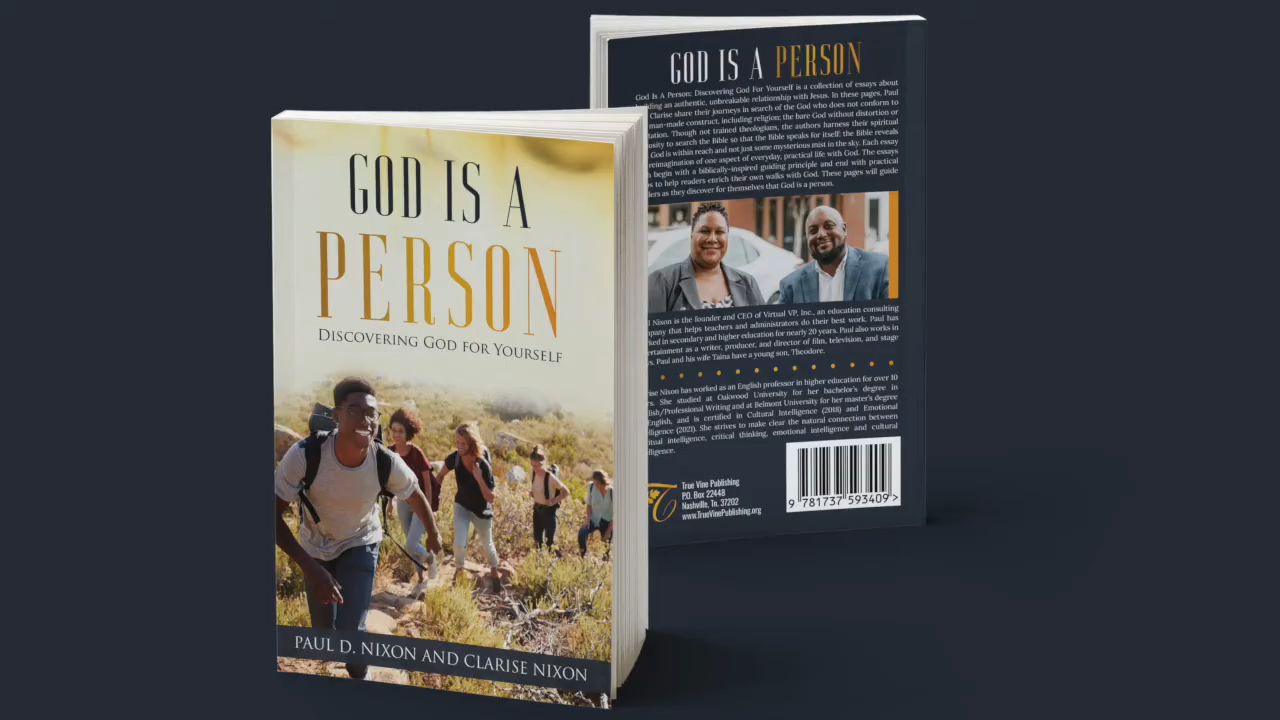 GOD IS A
PERSON
DISCOVERING GOD FOR YOURSELF
PAUL D. NIXON AND CLARISE NIXON
GOD IS A PERSON
God Is A Person: Discovering God For Yourself is a collection of essays about
an authentic, unbreakable relationship with Jesus. In these pages, Paul
Clarise share their journeys in search of the God who does not conform to
man-made construct, including religion; the bare God without distortion or
Though not trained theologians, the authors harness their spiritual
to search the Bible so that the Bible speaks for itself: the Bible reveals
God is within reach and not just some mysterious mist in the sky. Each essay
reimagination of one aspect of everyday, practical life with God. The essays
begin with a biblically-inspired guiding principle and end with practical
to help readers enrich their own walks with God. These pages will guide
as they discover for themselves that God is a person.
Nixon is the founder and CEO of Virtual VP, Inc., an education consulting
that helps teachers and administrators do their best work. Paul has
in secondary and higher education for nearly 20 years. Paul also works in
as a writer, producer, and director of film, television, and stage
Paul and his wife Taina have a young son, Theodore.
Nixon has worked as an English professor in higher education for over 10
She studied at Oakwood University for her bachelor's degree in
Writing and at Belmont University for her master's degree
English, and is certified in Cultural Intelligence (2018) and Emotional
(2021). She strives to make clear the natural connection between
intelligence, critical thinking, emotional intelligence and cultural
True Vine Publishing
P.O. Box 22448
Nashville, Tn. 37202
www.TrueVinePublishing.org
9 781737 593409 >